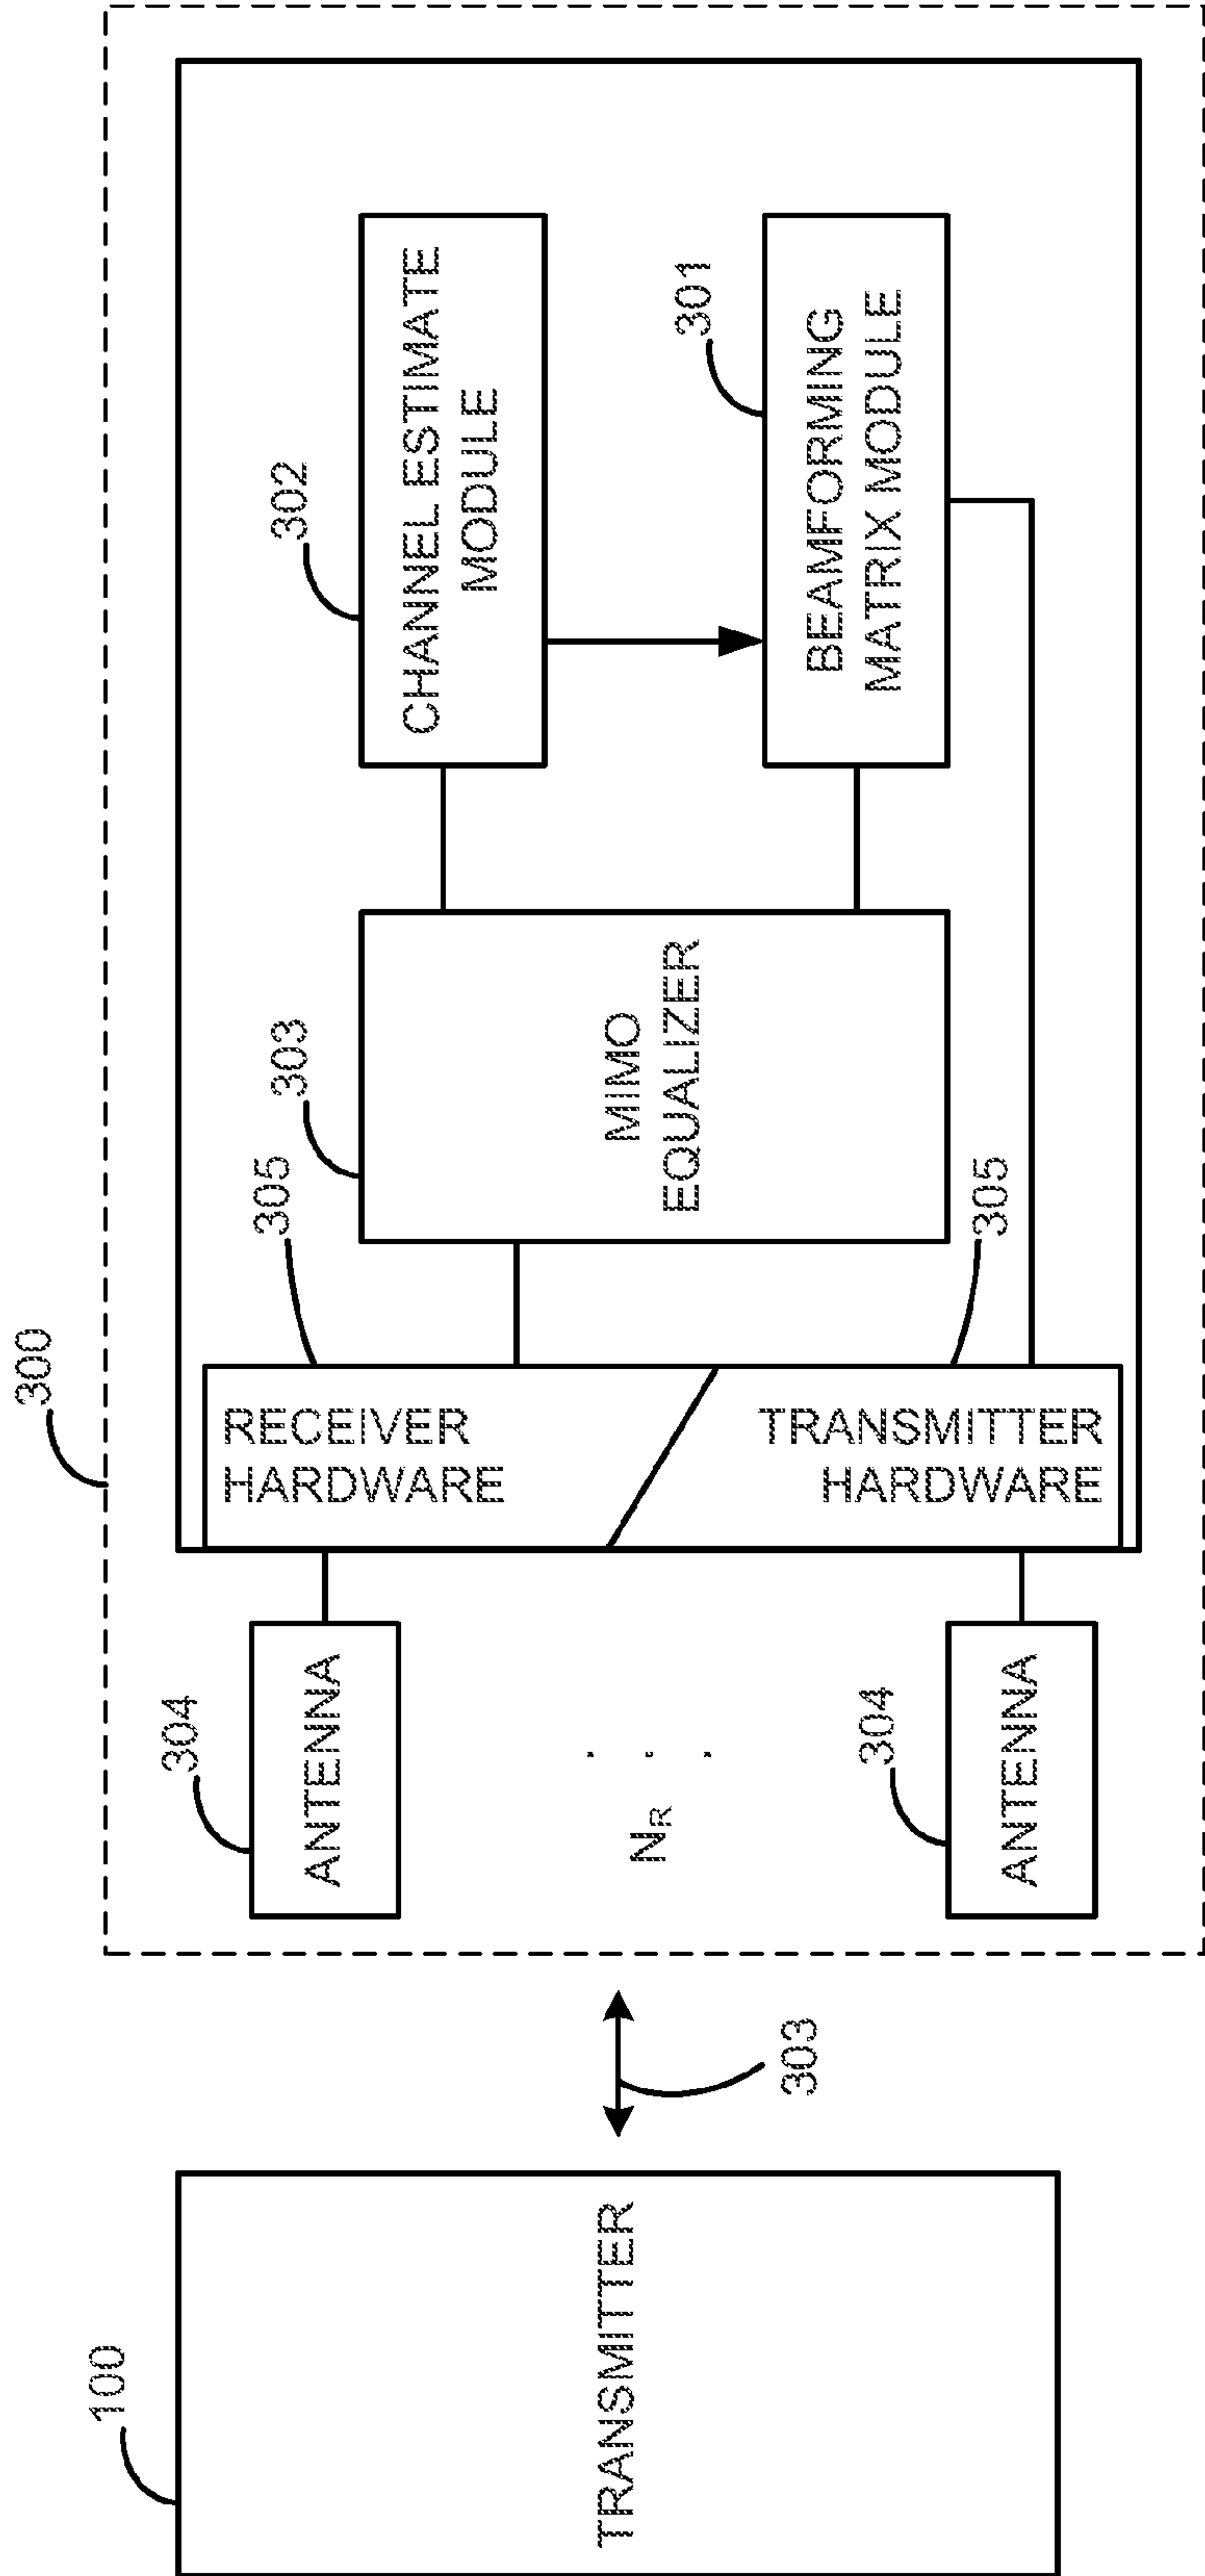 300
100
TRANSMITTER
303
304
ANTENNA
N_R
304
ANTENNA
305
RECEIVER
HARDWARE
TRANSMITTER
HARDWARE
305
303
MIMO
EQUALIZER
302
CHANNEL ESTIMATE
MODULE
301
BEAMFORMING
MATRIX MODULE